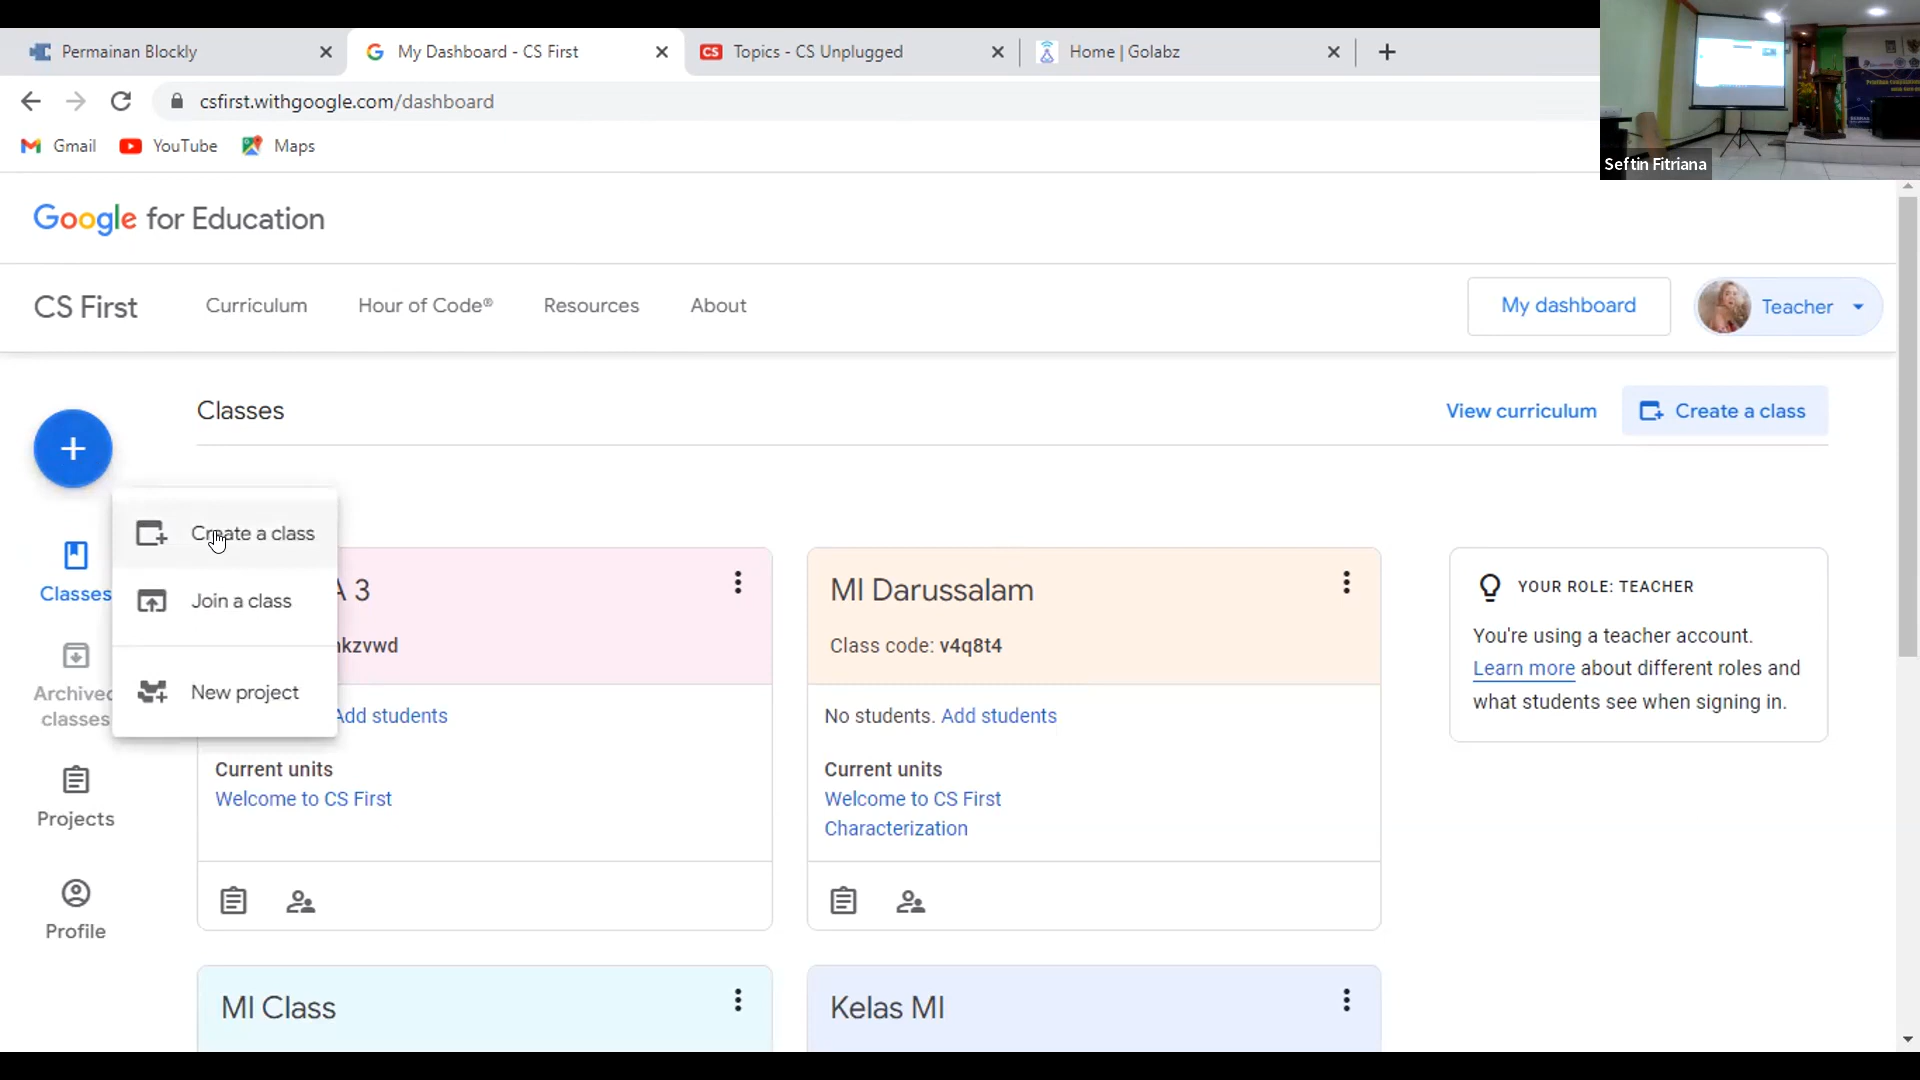 Permainan Blockly
My Dashboard - CS First
Topics - CS Unplugged
Home | Golabz
csfirst.withgoogle.com/dashboard
Gmail
YouTube
Maps
Seftin Fitriana
Google for Education
CS First
Curriculum
Hour of Code®
Resources
About
My dashboard
Teacher
Classes
View curriculum
Create a class
Create a class
Join a class
New project
Classes
Archived
classes
Projects
Profile
A 3
kzvwd
Add students
Current units
Welcome to CS First
MI Darussalam
Class code: v4q8t4
No students. Add students
Current units
Welcome to CS First
Characterization
YOUR ROLE: TEACHER
You're using a teacher account.
Learn more about different roles and
what students see when signing in.
MI Class
Kelas MI